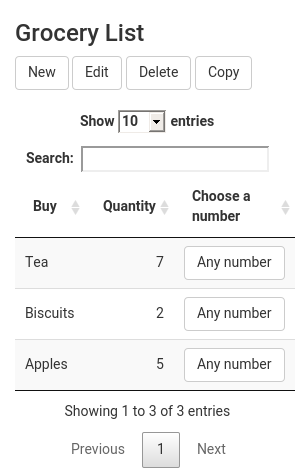 Grocery List
New Edit Delete Copy
Show 10 entries
Search:
Buy Quantity Choose a
number
Tea 7 Any number
Biscuits 2 Any number
Apples 5 Any number
Showing 1 to 3 of 3 entries
Previous 1 Next